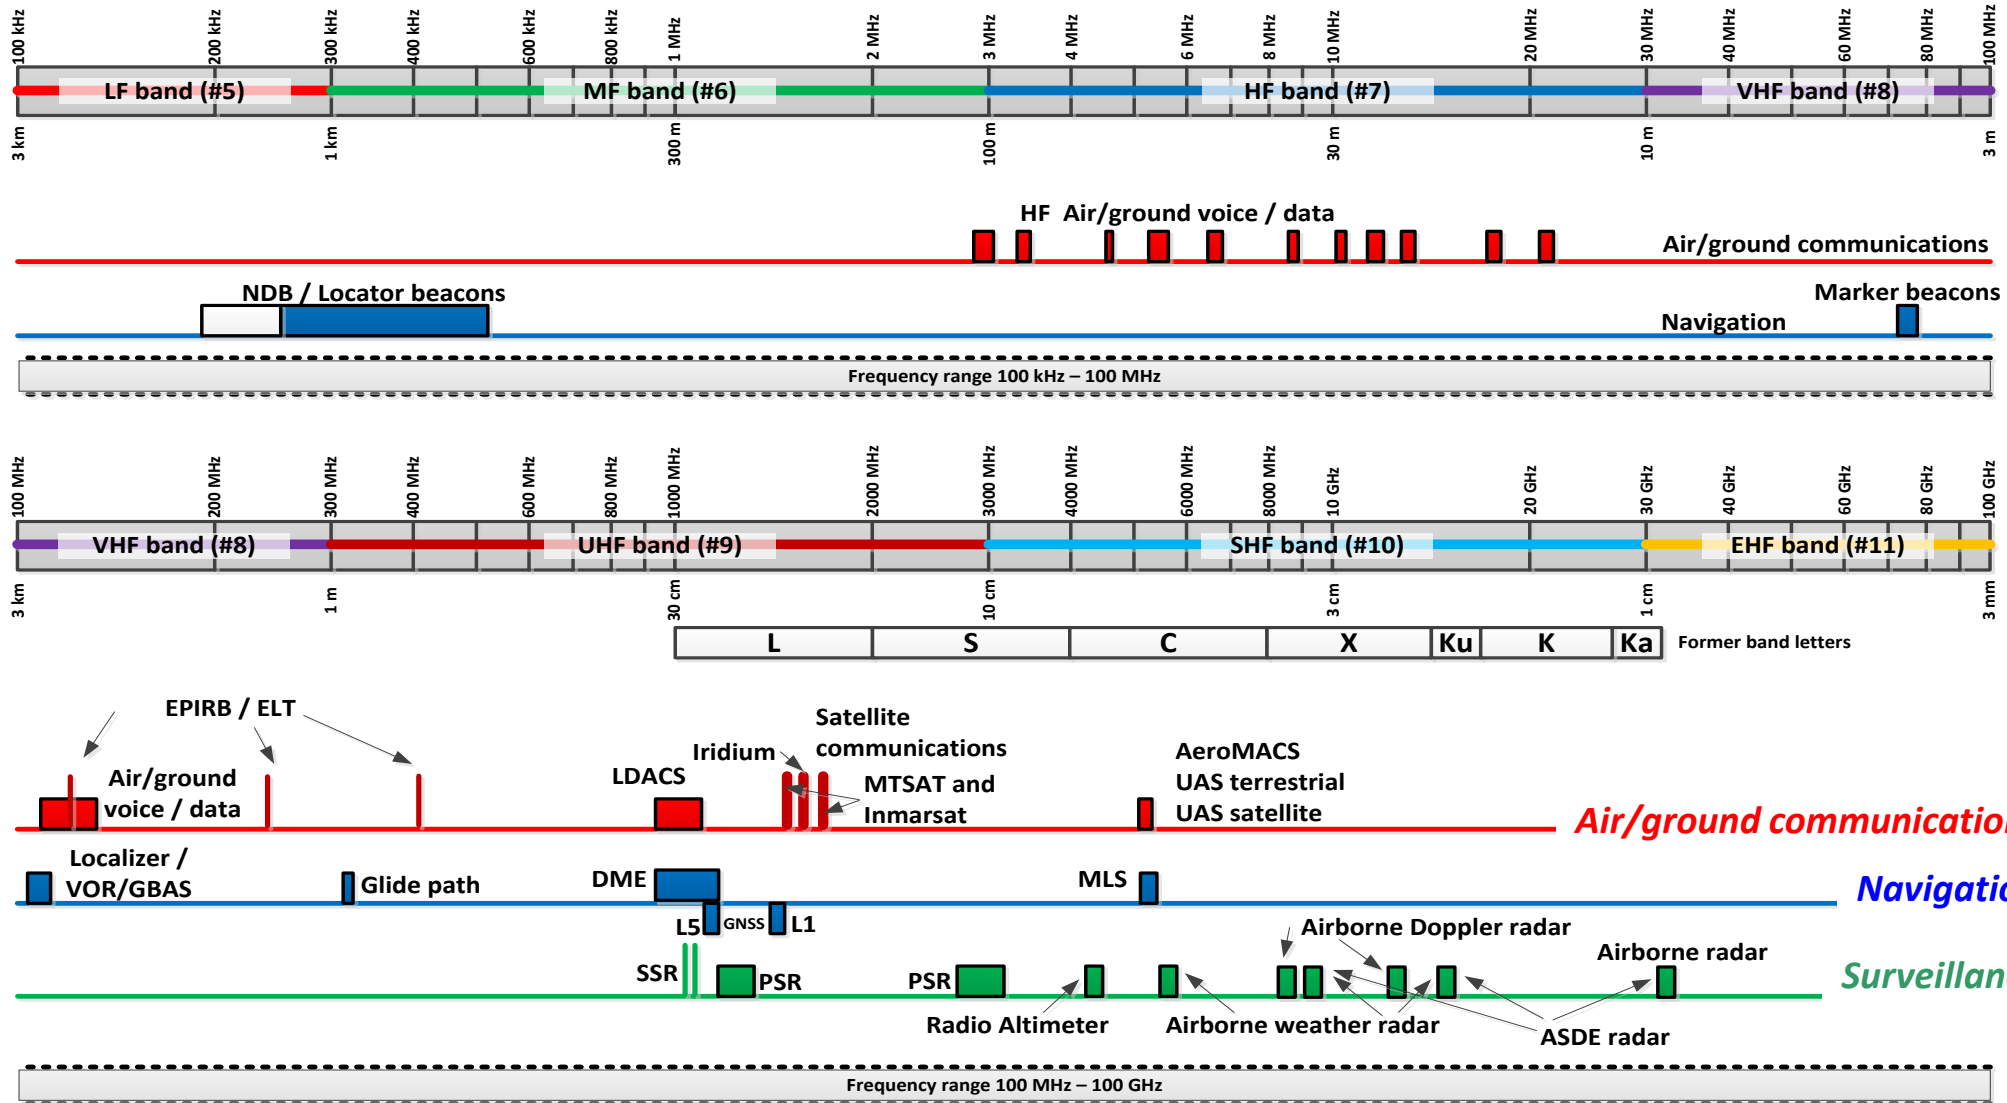 100 kHz 200 kHz 300 kHz 400 kHz 600 kHz 800 kHz 1 MHz 2 MHz 3 MHz 4 MHz 6 MHz 8 MHz 10 MHz 20 MHz 30 MHz 40 MHz 60 MHz 80 MHz 100 MHz
LF band (#5) MF band (#6) HF band (#7) VHF band (#8)
3 km 1 km 300 m 100 m 30 m 10 m 3 m
HF Air/ground voice / data
Air/ground communications
NDB / Locator beacons
Marker beacons
Navigation
Frequency range 100 kHz – 100 MHz
100 MHz 200 MHz 300 MHz 400 MHz 600 MHz 800 MHz 1000 MHz 2000 MHz 3000 MHz 4000 MHz 6000 MHz 8000 MHz 10 GHz 20 GHz 30 GHz 40 GHz 60 GHz 80 GHz 100 GHz
VHF band (#8) UHF band (#9) SHF band (#10) EHF band (#11)
3 km 1 m 30 cm 10 cm 3 cm 1 cm 3 mm
L S C X Ku K Ka Former band letters
EPIRB / ELT
Air/ground
voice / data
LDACS
Iridium
Satellite
communications
MTSAT and
Inmarsat
AeroMACS
UAS terrestrial
UAS satellite
Air/ground communication
Localizer /
VOR/GBAS
Glide path
DME
MLS
Navigatio
L5 GNSS L1
SSR
PSR
PSR
Airborne Doppler radar
Airborne radar
Surveillan
Radio Altimeter
Airborne weather radar
ASDE radar
Frequency range 100 MHz – 100 GHz